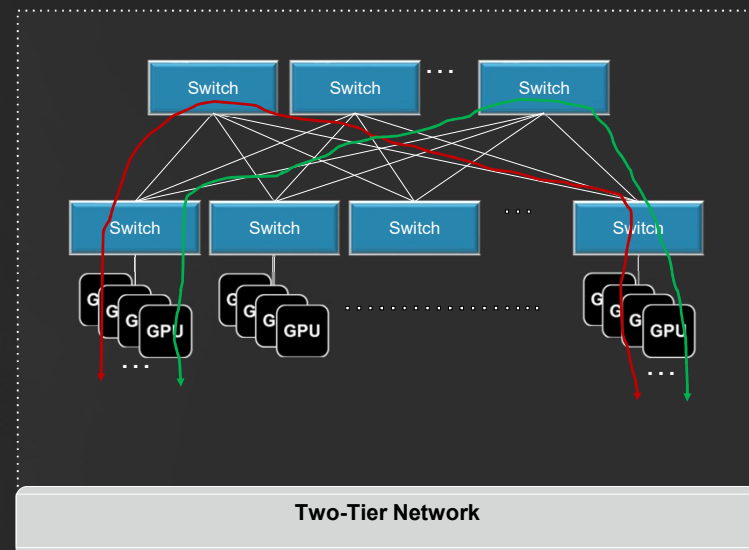 Switch Switch ... Switch
Switch Switch Switch ... Switch
G G G GPU G G G GPU G G G GPU
... ...
Two-Tier Network